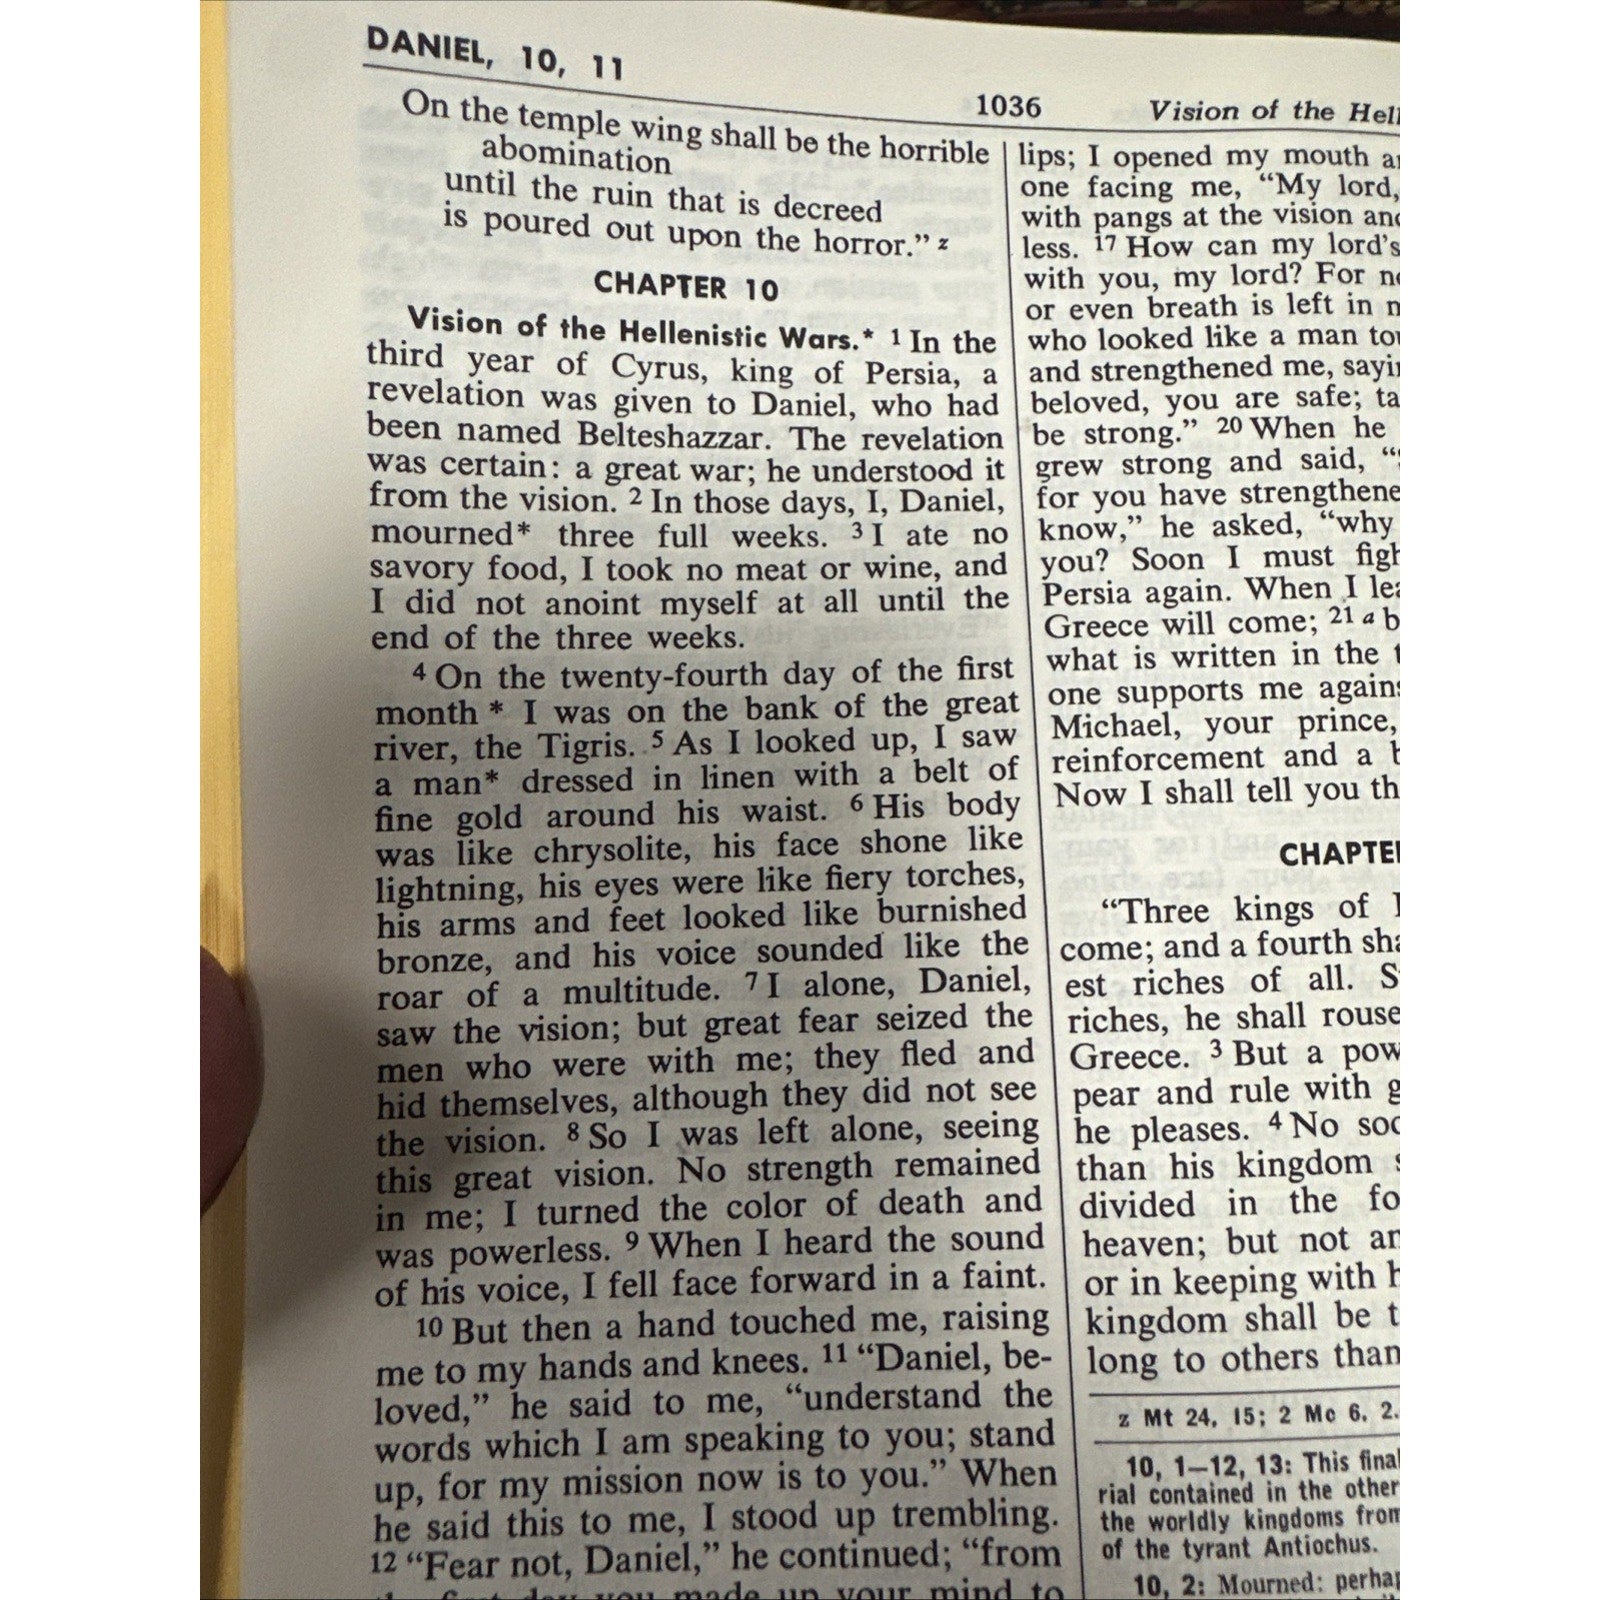 DANIEL, 10, 11
1036
Vision of the
On the temple wing shall be the horrible
abomination
until the ruin that is decreed
is poured out upon the horror.” z
CHAPTER 10
Vision of the Hellenistic Wars.* 1 In the
third year of Cyrus, king of Persia, a
revelation was given to Daniel, who had
been named Belteshazzar. The revelation
was certain: a great war; he understood it
from the vision. 2 In those days, I, Daniel,
mourned* three full weeks. 3 I ate no
savory food, I took no meat or wine, and
I did not anoint myself at all until the
end of the three weeks.
4 On the twenty-fourth day of the first
month * I was on the bank of the great
river, the Tigris. 5 As I looked up, I saw
a man* dressed in linen with a belt of
fine gold around his waist. 6 His body
was like chrysolite, his face shone like
lightning, his eyes were like fiery torches,
his arms and feet looked like burnished
bronze, and his voice sounded like the
roar of a multitude. 7 I alone, Daniel,
saw the vision; but great fear seized the
men who were with me; they fled and
hid themselves, although they did not see
the vision. 8 So I was left alone, seeing
this great vision. No strength remained
in me; I turned the color of death and
was powerless. 9 When I heard the sound
of his voice, I fell face forward in a faint.
10 But then a hand touched me, raising
me to my hands and knees. 11 “Daniel, be-
loved,” he said to me, “understand the
words which I am speaking to you; stand
up, for my mission now is to you.” When
he said this to me, I stood up trembling.
12 “Fear not, Daniel,” he continued; “from
the first day you made up your mind to
lips; I opened my mouth
one facing me, “My lord,
with pangs at the vision
less. 17 How can my lord’s
with you, my lord? For
or even breath is left in
who looked like a man
and strengthened me,
beloved, you are safe;
be strong.” 20 When he
grew strong and said,
for you have
know,” he asked, “why
you? Soon I must
Persia again. When I
Greece will come; 21 a
what is written in the
one supports me
Michael, your prince,
reinforcement and a
Now I shall tell you
“Three kings of
come; and a fourth
est riches of all.
riches, he shall
Greece. 3 But a
pear and rule with
he pleases. 4 No
than his kingdom
divided in the
heaven; but not
or in keeping with
kingdom shall be
long to others than
z Mt 24, 15; 2 Mc 6, 2.
10, 1–12, 13: This
rial contained in the other
the worldly kingdoms
of the tyrant Antiochus.
10, 2: Mourned: